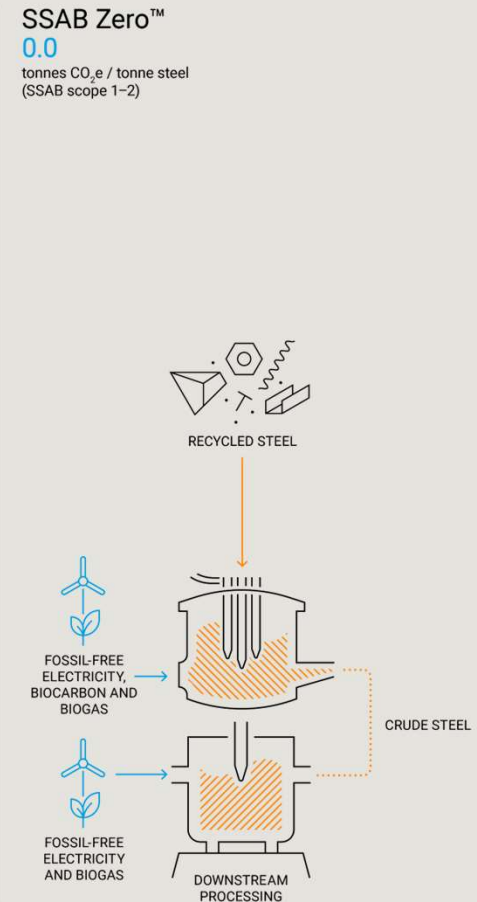 SSAB Zero™
0.0
tonnes CO₂e / tonne steel
(SSAB scope 1–2)
RECYCLED STEEL
FOSSIL-FREE
ELECTRICITY,
BIOCARBON AND
BIOGAS
CRUDE STEEL
FOSSIL-FREE
ELECTRICITY
AND BIOGAS
DOWNSTREAM
PROCESSING